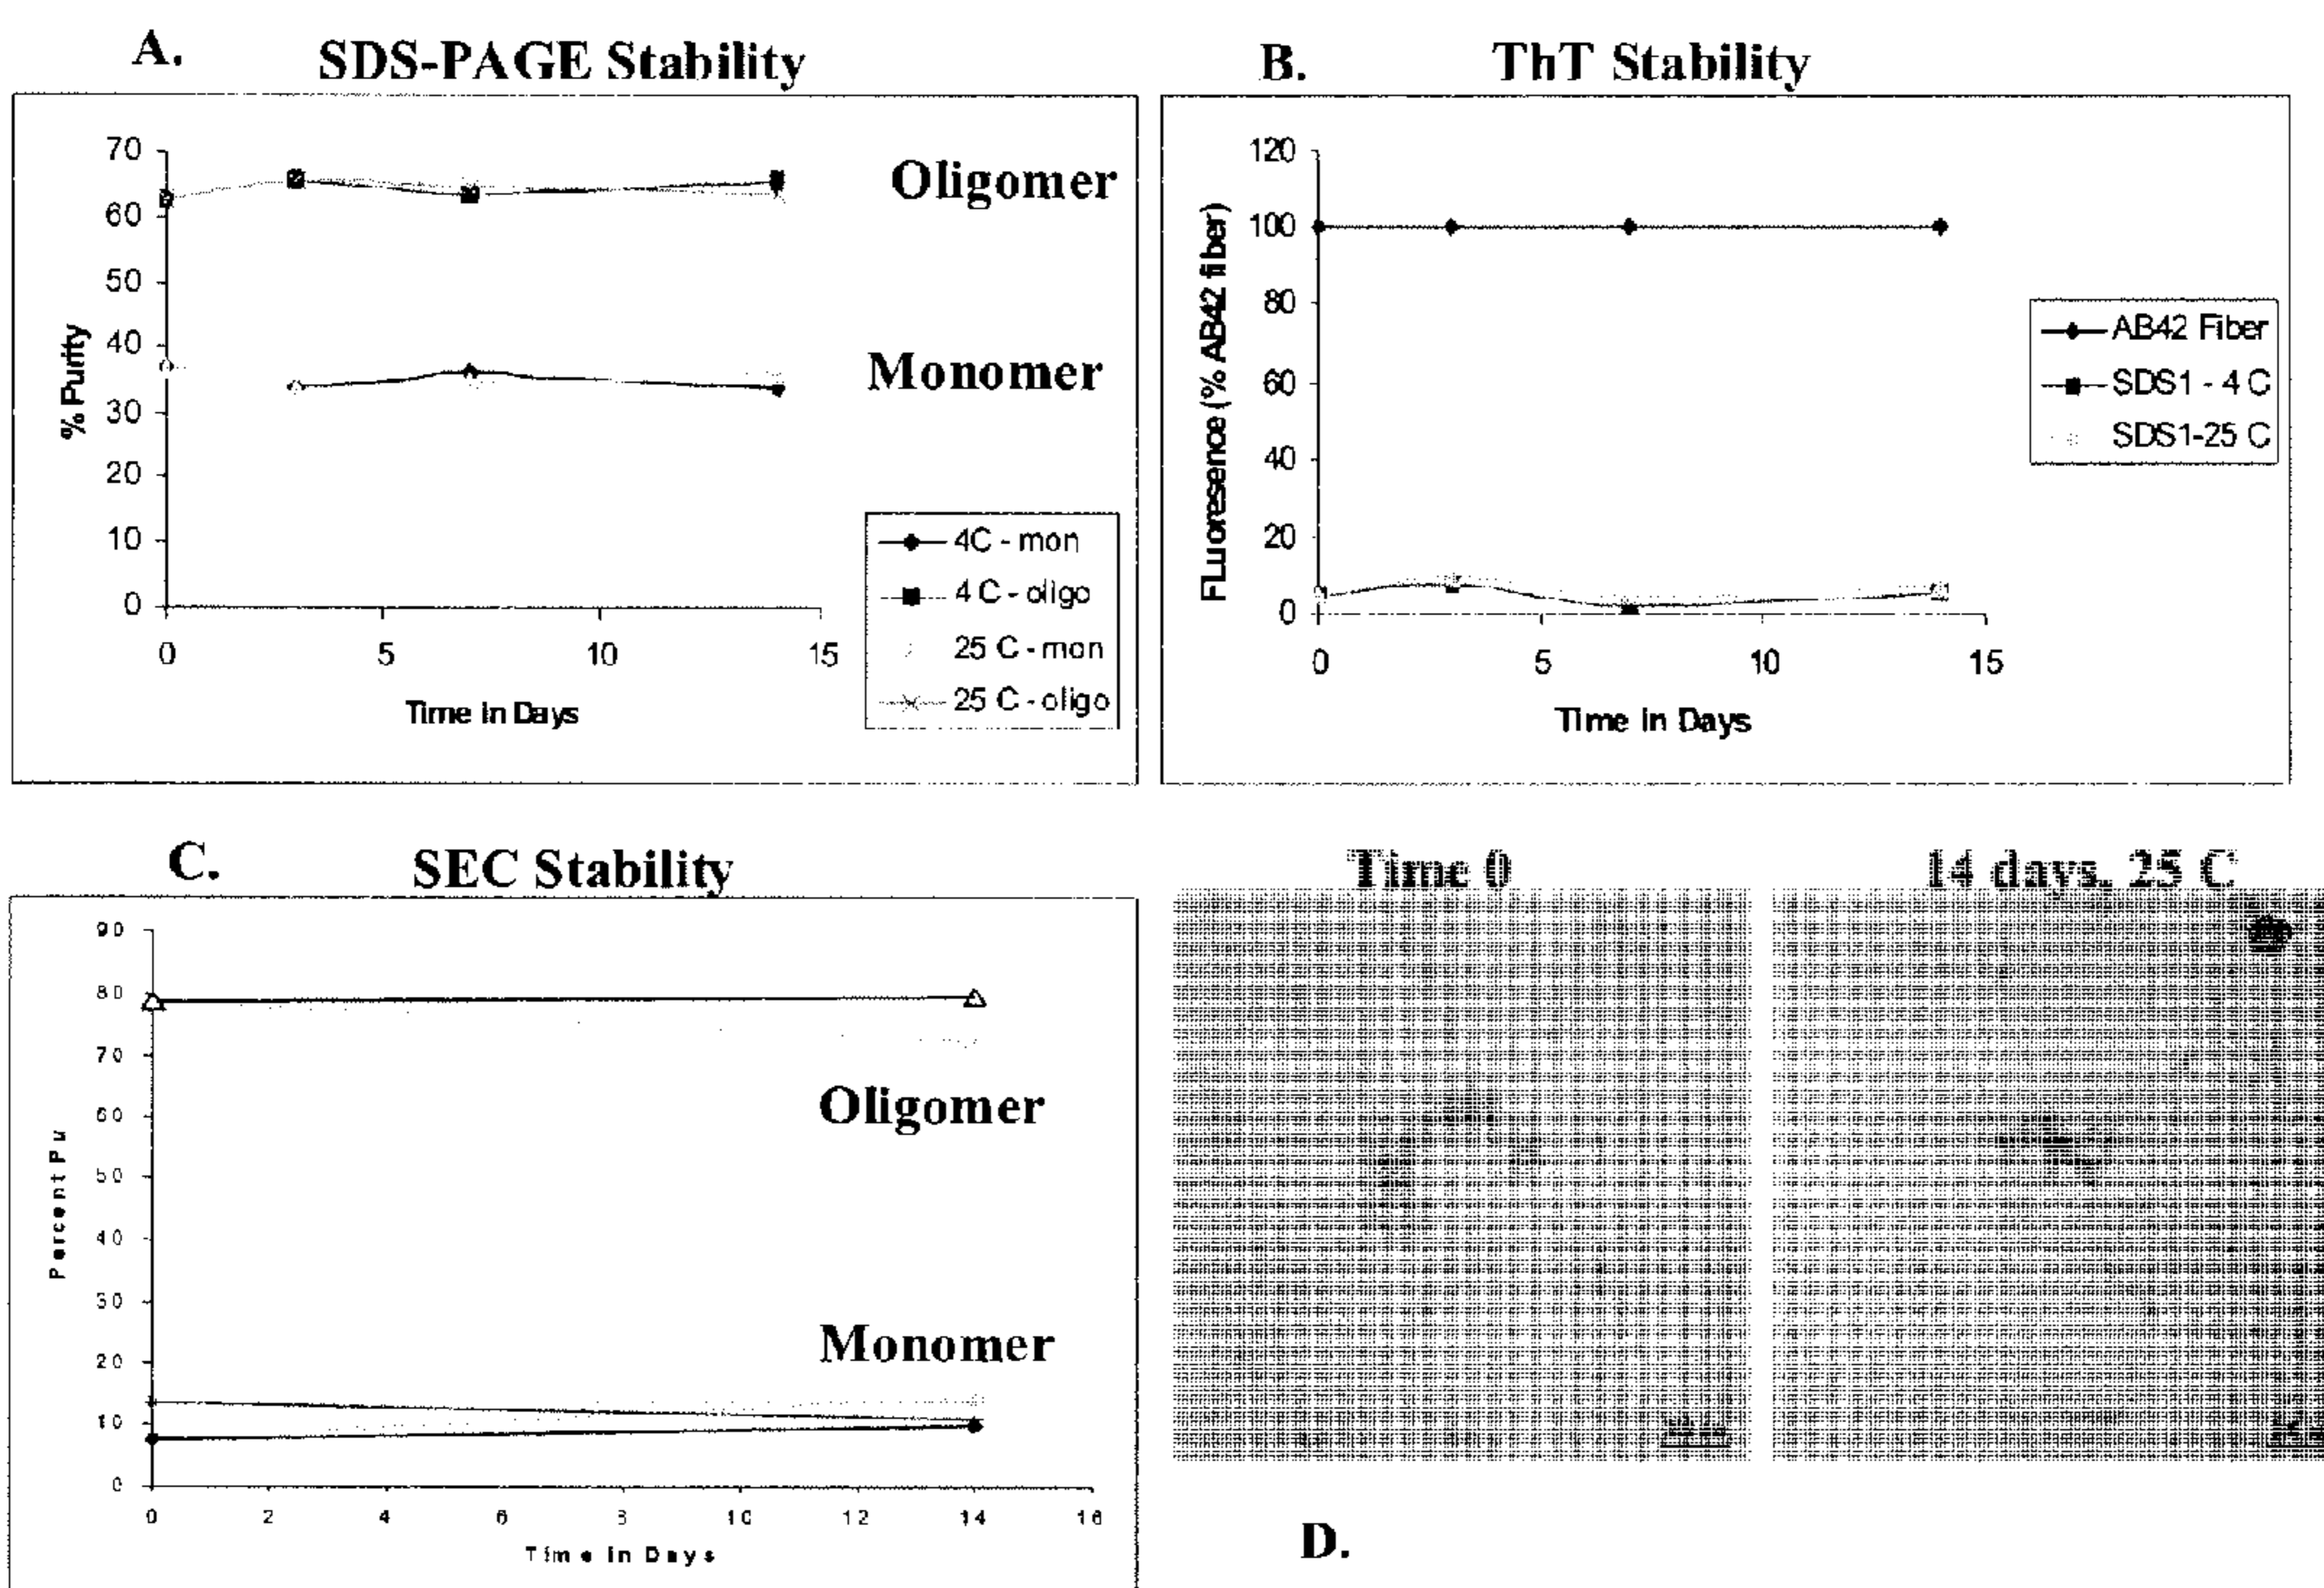 A. SDS-PAGE Stability
70
60
50
40
30
20
10
0
% Purity
0 5 10 15
Time in Days
Oligomer
Monomer
4C - mon
4 C - oligo
25 C - mon
25 C - oligo
B. ThT Stability
120
100
80
60
40
20
0
FLuoresence (% AB42 fiber)
0 5 10 15
Time in Days
AB42 Fiber
SDS1 - 4 C
SDS1-25 C
C. SEC Stability
90
80
70
60
50
40
30
20
10
0
Percent Pu
0 2 4 6 8 10 12 14 16
Time in Days
Oligomer
Monomer
Time 0
14 days, 25 C
D.